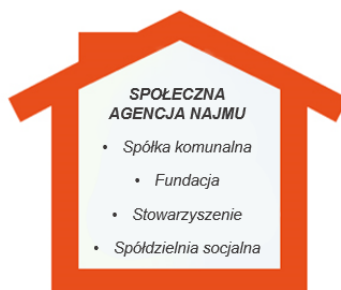 SPOŁECZNA
AGENCJA NAJMU
• Spółka komunalna
• Fundacja
• Stowarzyszenie
• Spółdzielnia socjalna